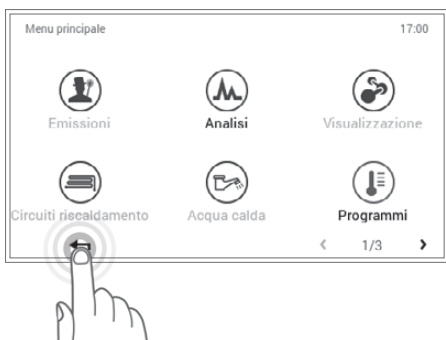 Menu principale 17:00
Emissioni Analisi Visualizzazione
Circuiti riscaldamento Acqua calda Programmi
1/3